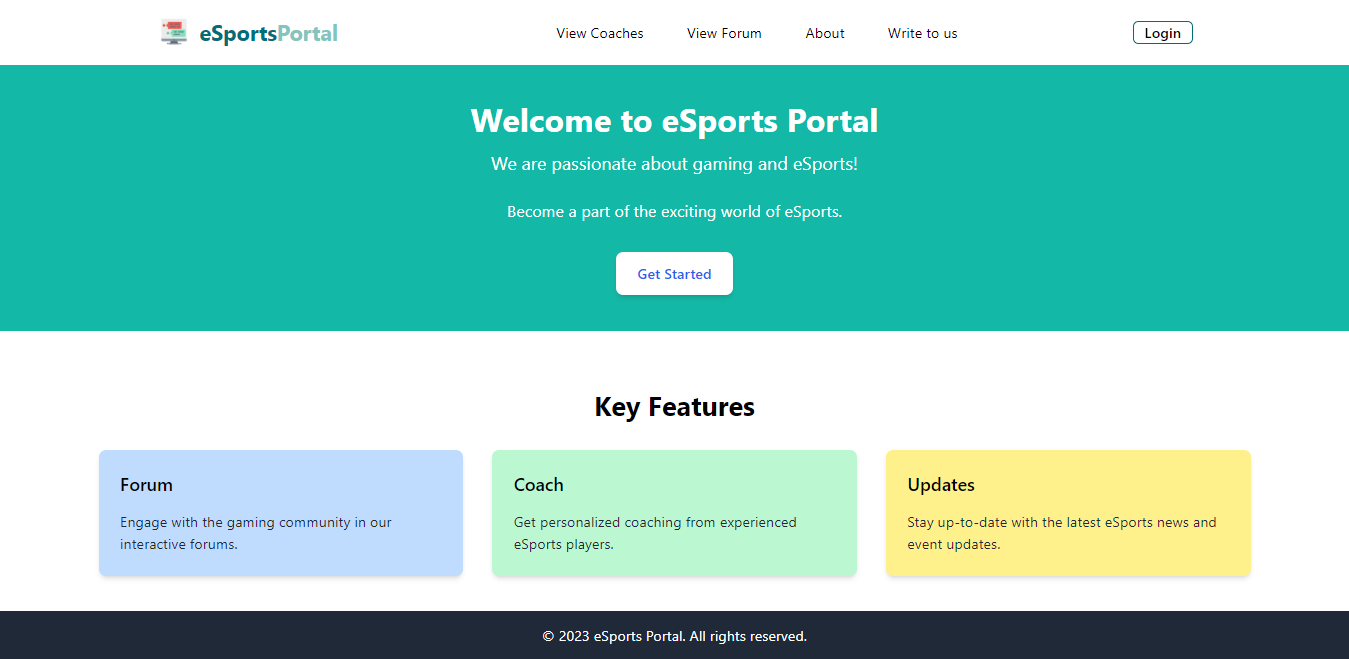 eSportsPortal
View Coaches
View Forum
About
Write to us
Login
Welcome to eSports Portal
We are passionate about gaming and eSports!
Become a part of the exciting world of eSports.
Get Started
Key Features
Forum
Engage with the gaming community in our
interactive forums.
Coach
Get personalized coaching from experienced
eSports players.
Updates
Stay up-to-date with the latest eSports news and
event updates.
© 2023 eSports Portal. All rights reserved.